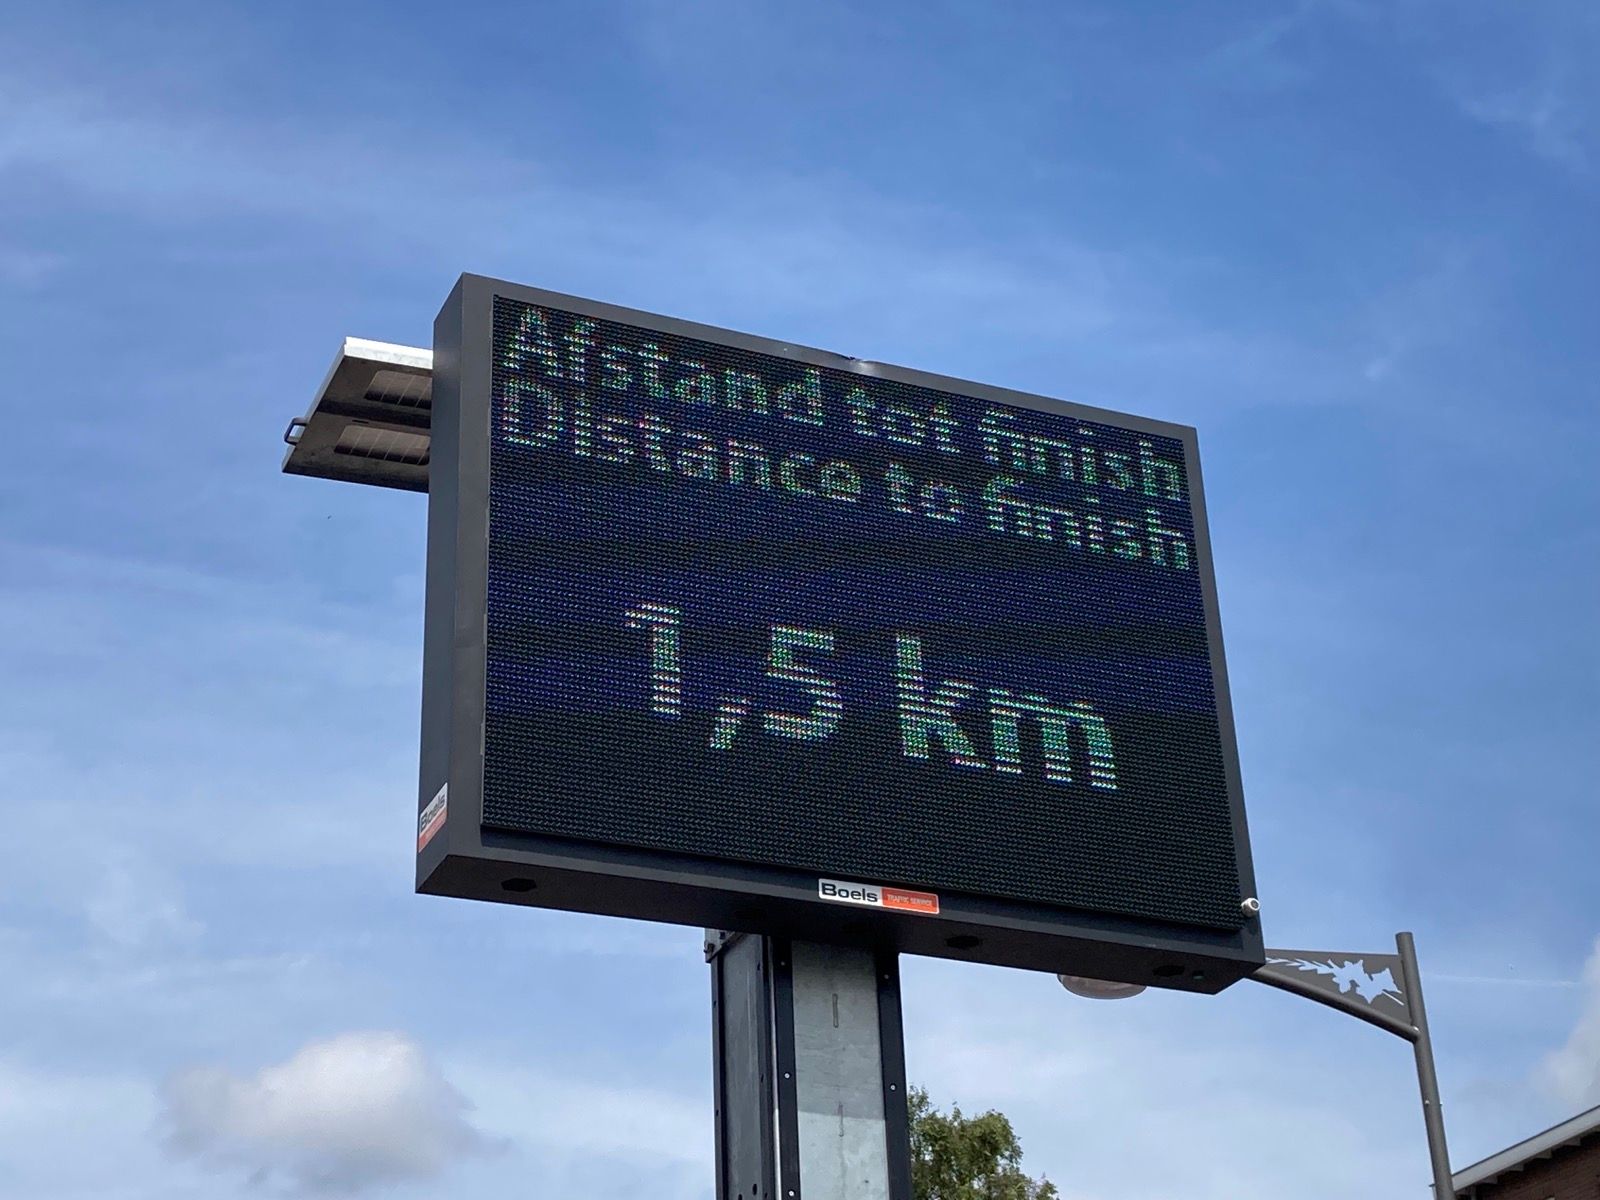 Afstand tot finish
Distance to finish
1,5 km
Boels
Boels TRAFFIC SERVICE